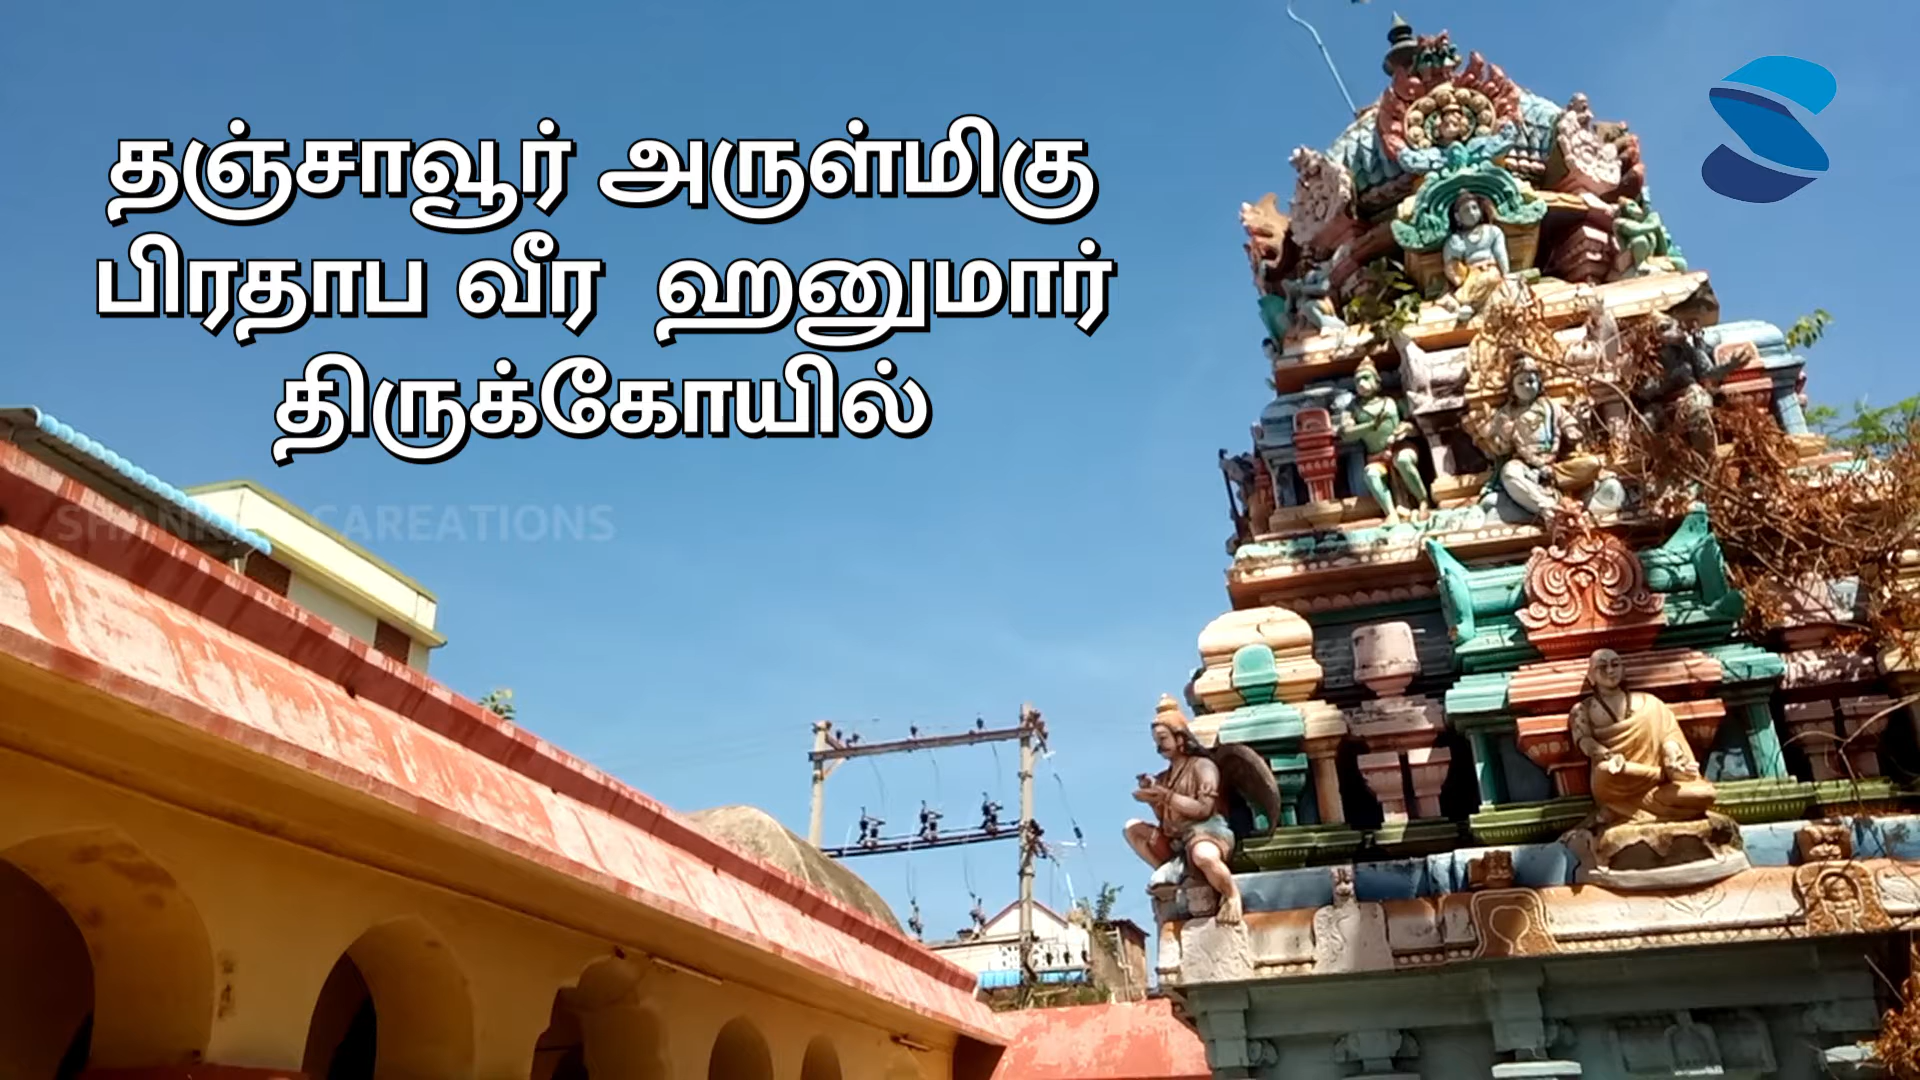 தஞ்சாவூர் அருள்மிகு
பிரதாப வீர ஹனுமார்
திருக்கோயில்
CAREATIONS